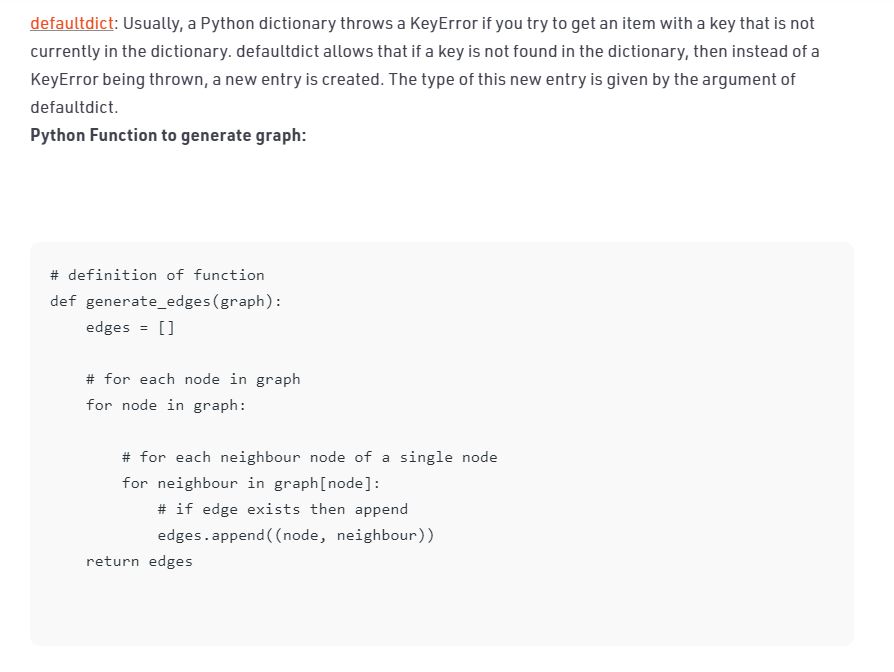 defaultdict: Usually, a Python dictionary throws a KeyError if you try to get an item with a key that is not
currently in the dictionary. defaultdict allows that if a key is not found in the dictionary, then instead of a
KeyError being thrown, a new entry is created. The type of this new entry is given by the argument of
defaultdict.
Python Function to generate graph:
# definition of function
def generate_edges(graph):
    edges = []
    # for each node in graph
    for node in graph:
        # for each neighbour node of a single node
        for neighbour in graph[node]:
            # if edge exists then append
            edges.append((node, neighbour))
    return edges